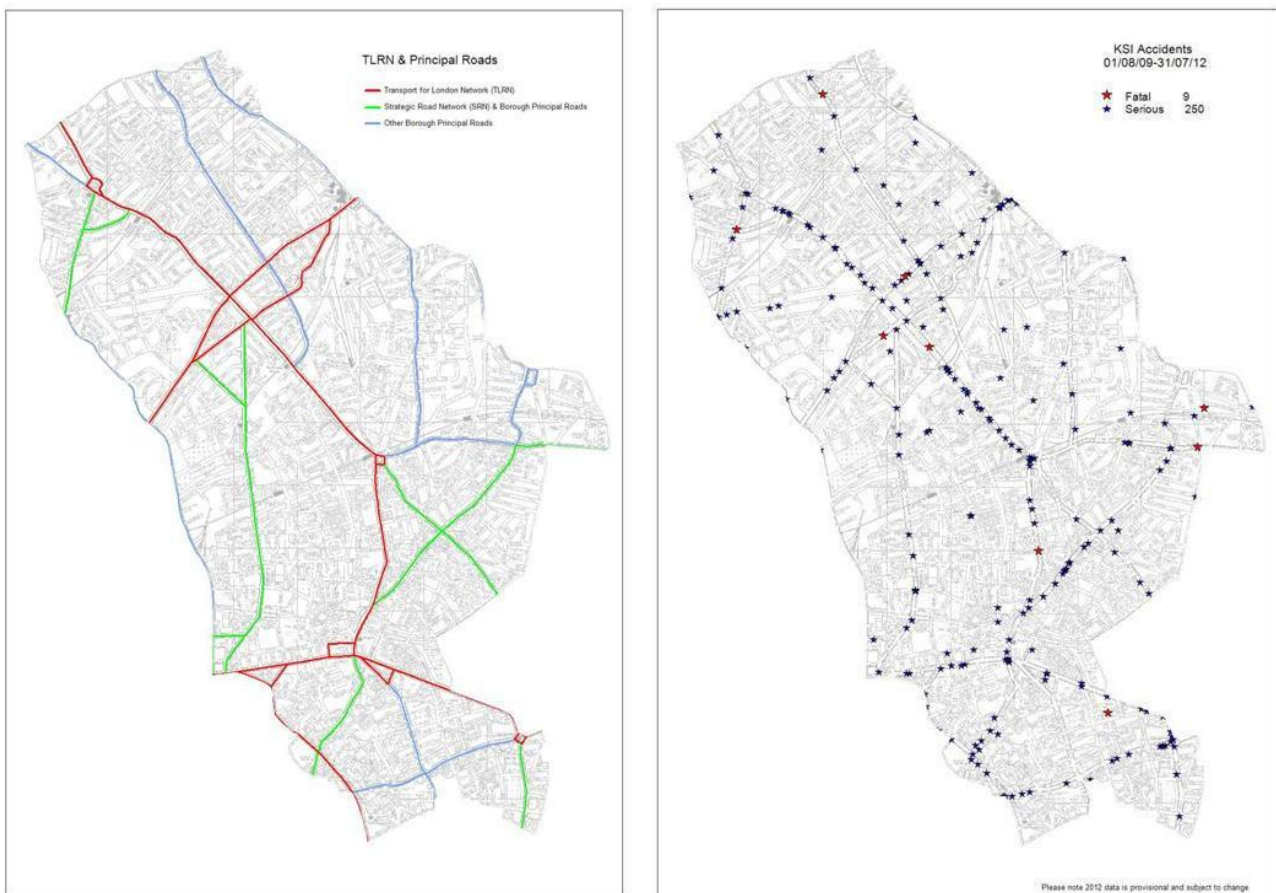 TLRN & Principal Roads
Transport for London Network (TLRN)
Strategic Road Network (SRN) & Borough Principal Roads
Other Borough Principal Roads
KSI Accidents
01/08/09-31/07/12
Fatal 9
Serious 250
Please note 2012 data is provisional and subject to change